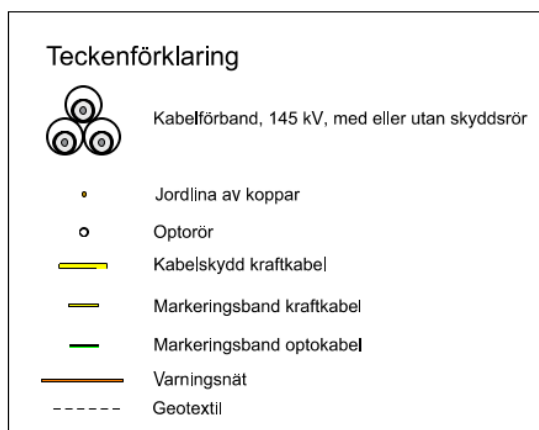 Teckenförklaring
Kabelförband, 145 kV, med eller utan skyddsrör
Jordlina av koppar
Optorör
Kabelskydd kraftkabel
Markeringsband kraftkabel
Markeringsband optokabel
Varningsnät
Geotextil